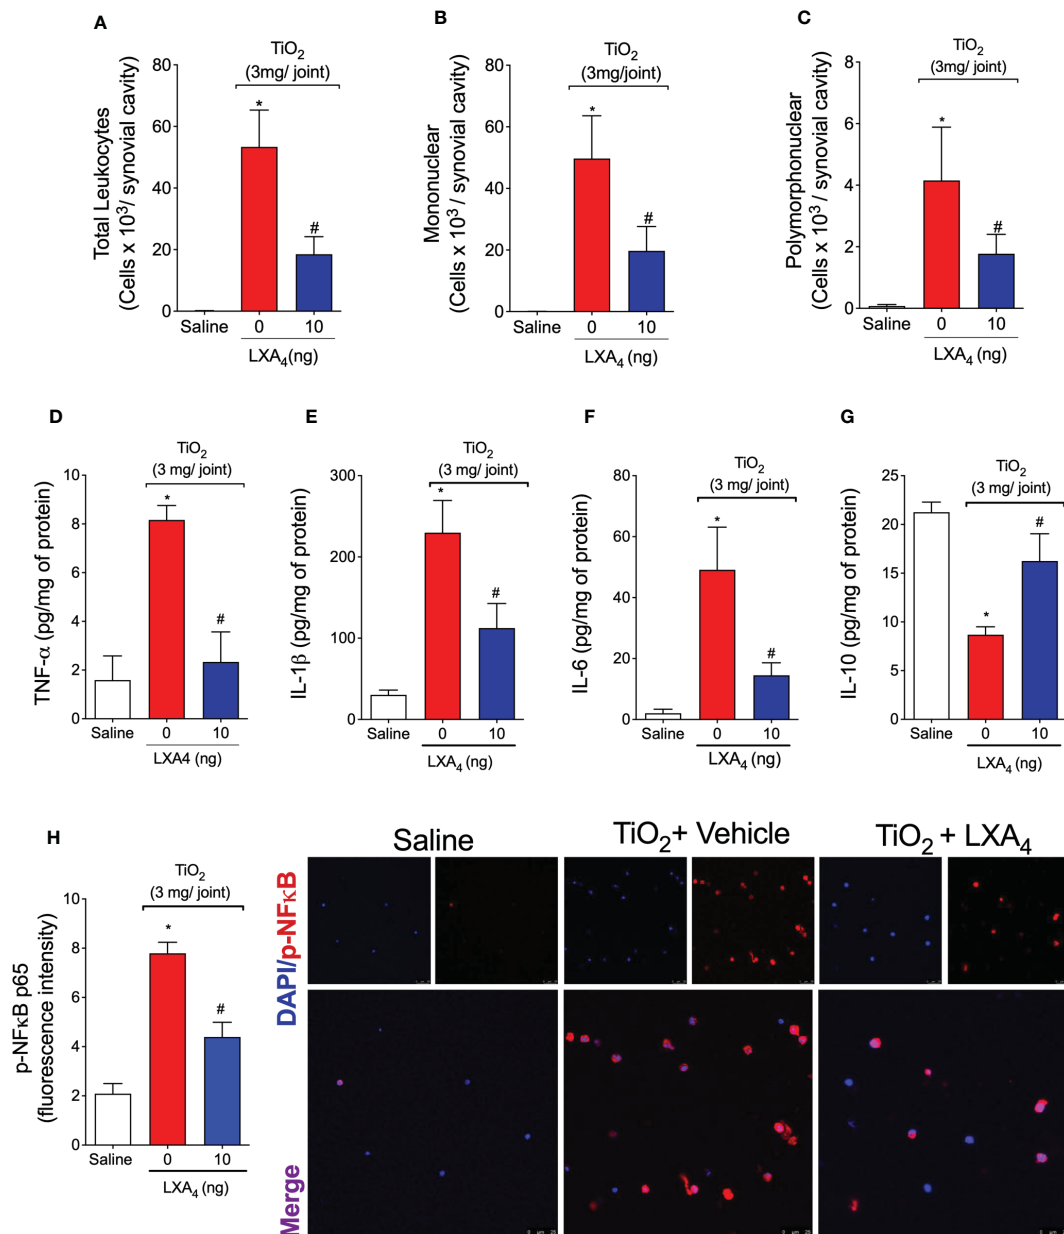 A
TiO2
(3mg/ joint)
Total Leukocytes
(Cells x 10³/ synovial cavity)
80
60
40
20
0
*
#
Saline
0
10
LXA4(ng)
B
TiO2
(3mg/joint)
Mononuclear
(Cells x 10³/ synovial cavity)
80
60
40
20
0
*
#
Saline
0
10
LXA4 (ng)
C
TiO2
(3mg/ joint)
Polymorphonuclear
(Cells x 10³ / synovial cavity)
8
6
4
2
0
*
#
Saline
0
10
LXA4 (ng)
D
TiO2
(3 mg/ joint)
TNF-α (pg/mg of protein)
10
8
6
4
2
0
*
#
Saline
0
10
LXA4 (ng)
E
TiO2
(3 mg/ joint)
IL-1β (pg/mg of protein)
300
200
100
0
*
#
Saline
0
10
LXA4 (ng)
F
TiO2
(3 mg/ joint)
IL-6 (pg/mg of protein)
80
60
40
20
0
*
#
Saline
0
10
LXA4 (ng)
G
TiO2
(3 mg/ joint)
IL-10 (pg/mg of protein)
25
20
15
10
5
0
*
#
Saline
0
10
LXA4 (ng)
H
TiO2
(3 mg/ joint)
p-NFκB p65
(fluorescence intensity)
10
8
6
4
2
0
*
#
Saline
0
10
LXA4 (ng)
Saline
TiO2+ Vehicle
TiO2 + LXA4
DAPI/p-NFκB
Merge